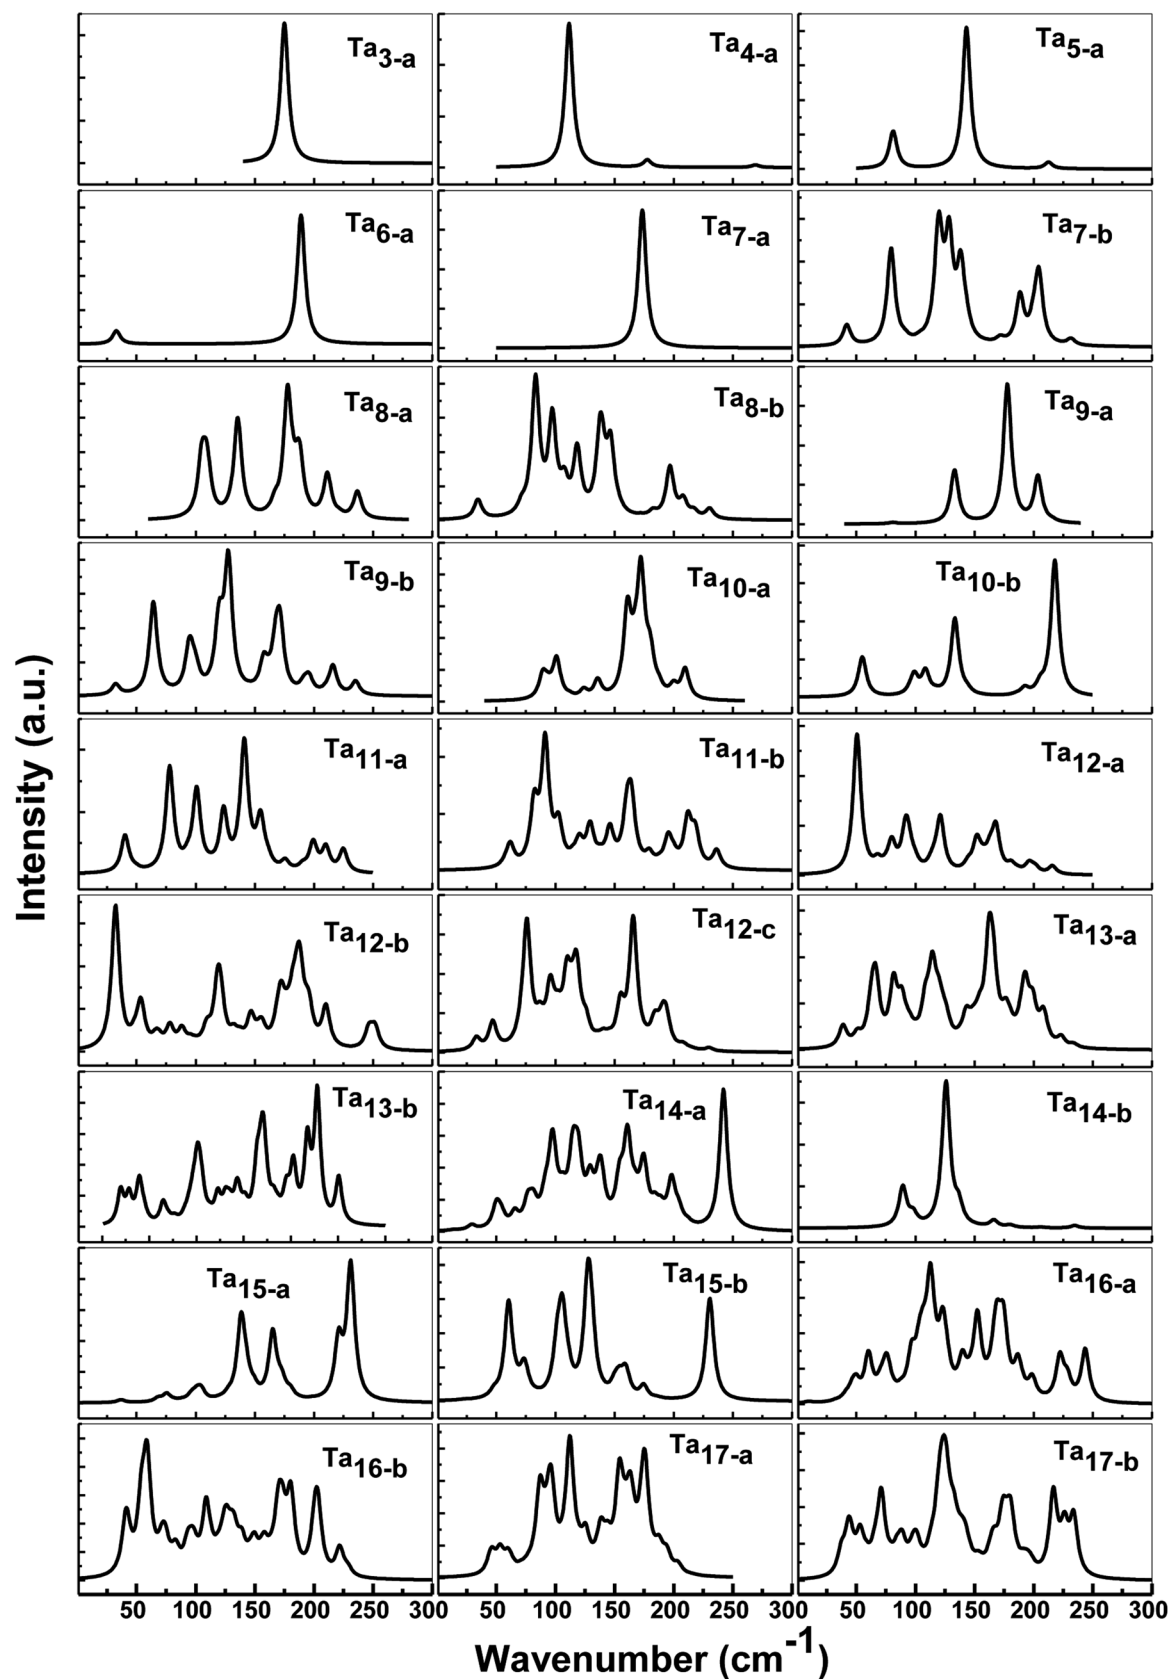 Ta3-a
Ta4-a
Ta5-a
Ta6-a
Ta7-a
Ta7-b
Ta8-a
Ta8-b
Ta9-a
Ta9-b
Ta10-a
Ta10-b
Ta11-a
Ta11-b
Ta12-a
Ta12-b
Ta12-c
Ta13-a
Ta13-b
Ta14-a
Ta14-b
Ta15-a
Ta15-b
Ta16-a
Ta16-b
Ta17-a
Ta17-b
Intensity (a.u.)
50 100 150 200 250 300 50 100 150 200 250 300 50 100 150 200 250 300
Wavenumber (cm-1)